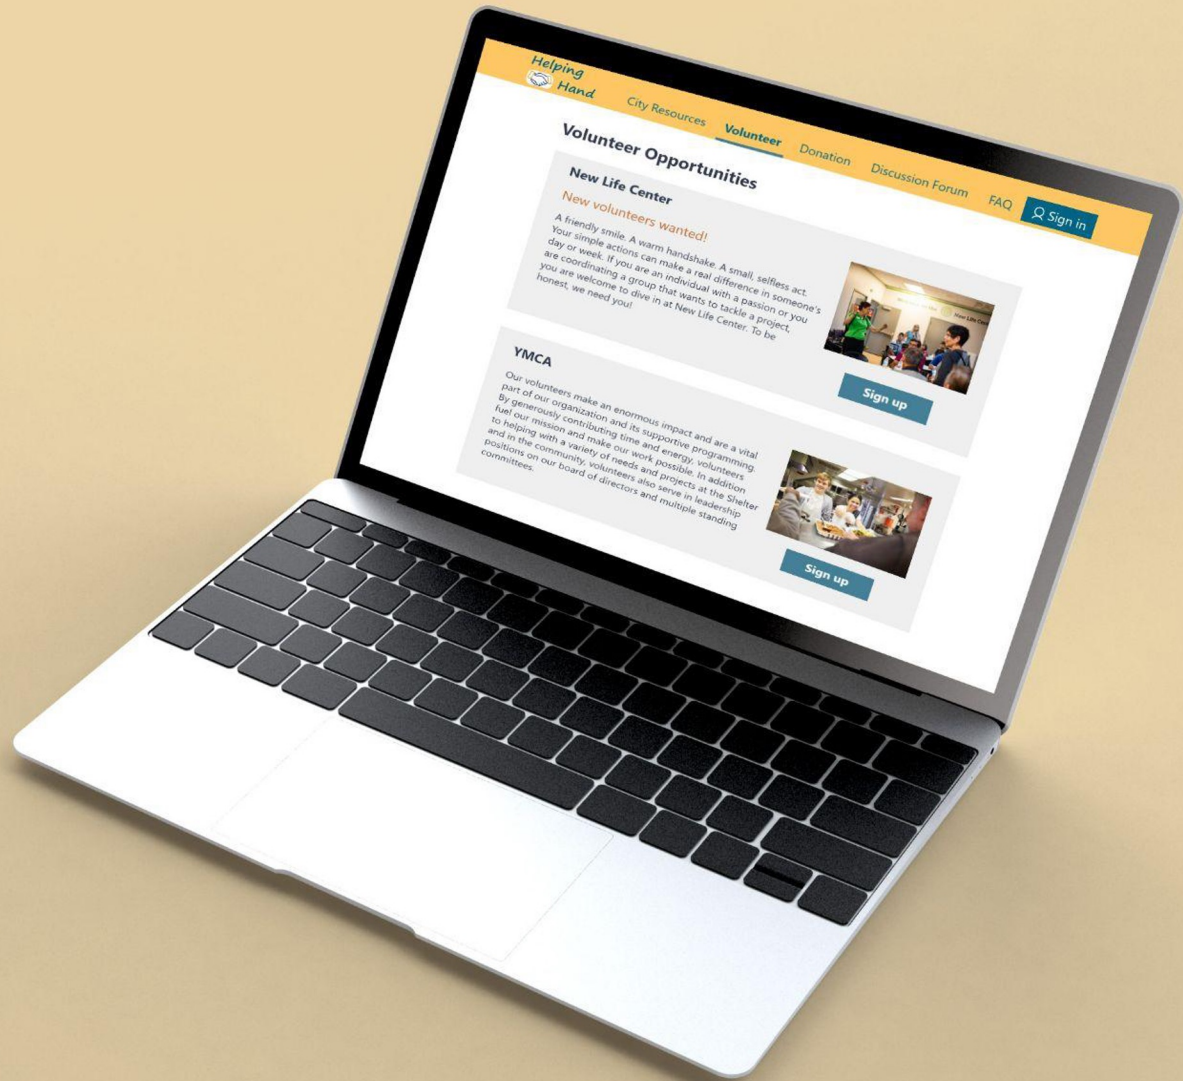 Helping
Hand
City Resources
Volunteer
Donation
Discussion Forum
FAQ
Sign in
Volunteer Opportunities
New Life Center
New volunteers wanted!
A friendly smile. A warm handshake. A small, selfless act.
Your simple actions can make a real difference in someone's
day or week. If you are an individual with a passion or you
are coordinating a group that wants to tackle a project,
you are welcome to dive in at New Life Center. To be
honest, we need you!
New Life
Sign up
YMCA
Our volunteers make an enormous impact and are a vital
part of our organization and its supportive programming.
By generously contributing time and energy, volunteers
fuel our mission and make our work possible. In addition
to helping with a variety of needs and projects at the Shelter
and in the community, volunteers also serve in leadership
positions on our board of directors and multiple standing
committees.
Sign up